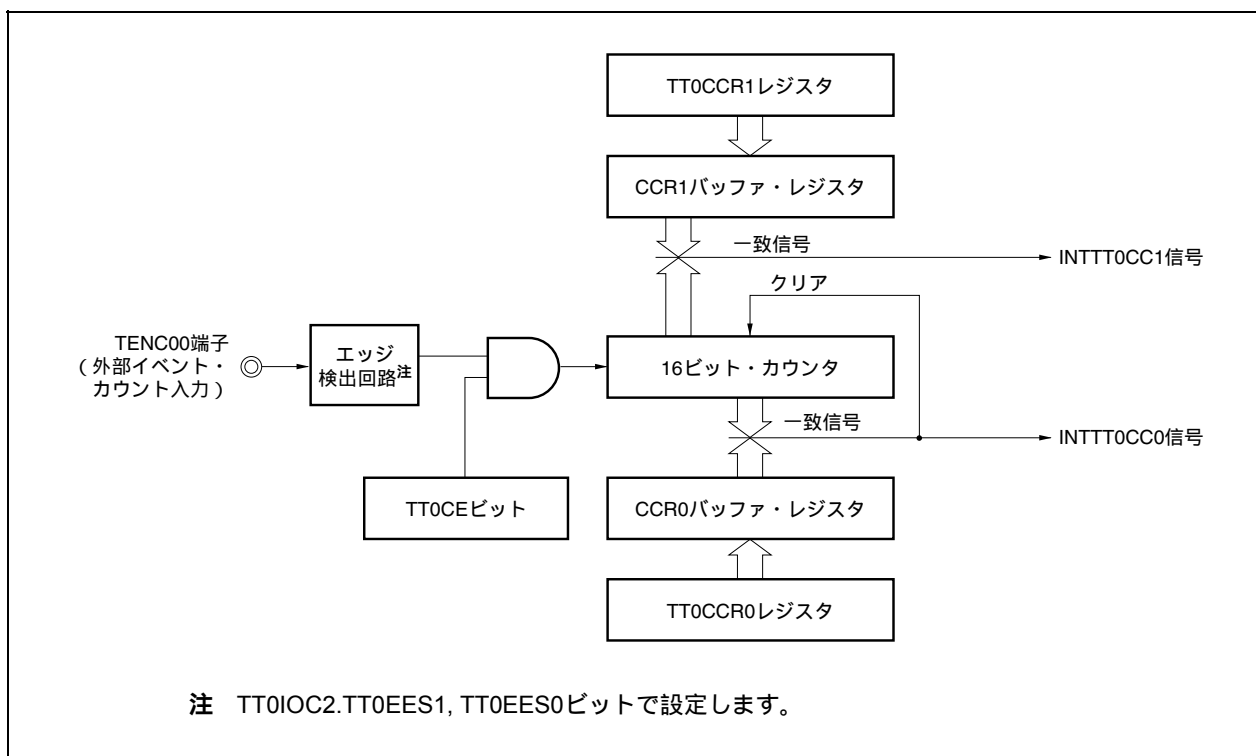 TT0CCR1レジスタ
CCR1バッファ・レジスタ
一致信号
INTTT0CC1信号
クリア
TENC00端子
（外部イベント・
カウント入力）
エッジ
検出回路注
16ビット・カウンタ
一致信号
INTTT0CC0信号
TT0CEビット
CCR0バッファ・レジスタ
TT0CCR0レジスタ
注　TT0IOC2.TT0EES1, TT0EES0ビットで設定します。